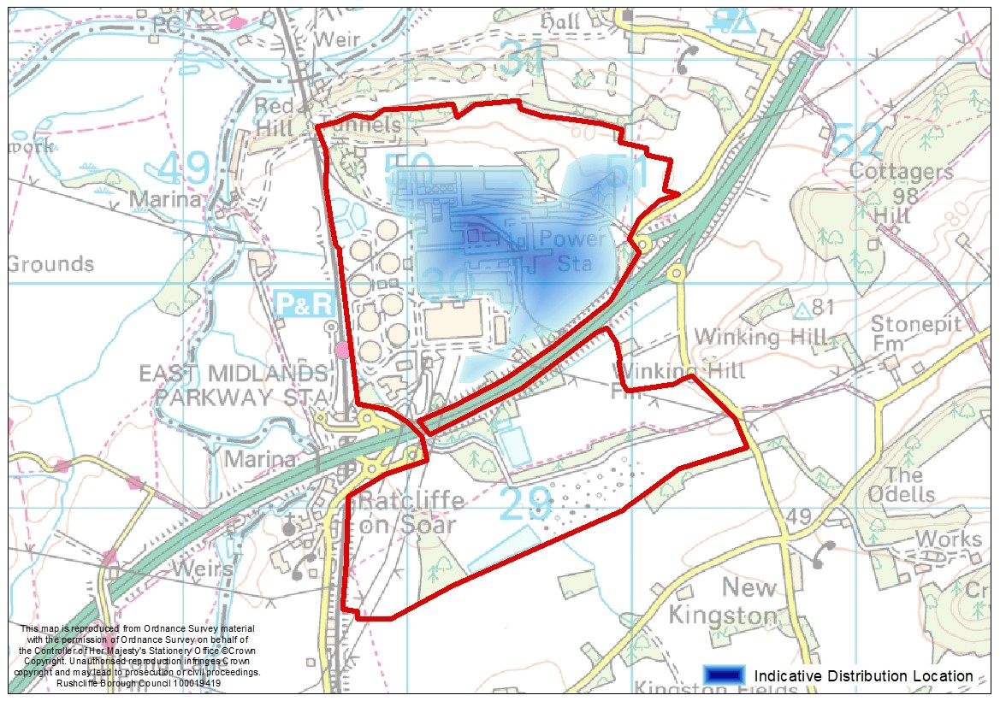 PC
Weir
Hall
31
Red
Hill
Tunnels
80
work
49
50
51
52
Marina
Cottagers
98
Hill
80
Grounds
Power
Sta
30
P&R
81
Winking Hill
Stonepit
Fm
EAST MIDLANDS
PARKWAY STA
Winking Hill
Fm
Marina
Ratcliffe
on Soar
29
The
Odells
49
Works
Weirs
New
Kingston
Cr
This map is reproduced from Ordnance Survey material
with the permission of Ordnance Survey on behalf of
the Controller of Her Majesty's Stationery Office © Crown
Copyright. Unauthorised reproduction infringes Crown
copyright and may lead to prosecution or civil proceedings.
Rushcliffe Borough Council 100019419
Indicative Distribution Location
Kingston Fields